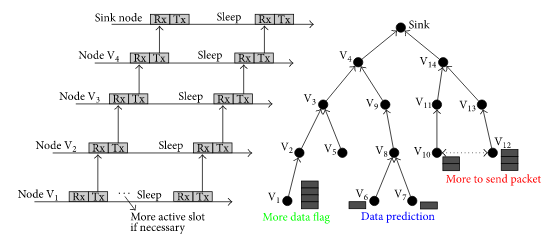 Sink node
Rx Tx
Sleep
Rx Tx
Node V4
Rx Tx
Sleep
Rx Tx
Node V3
Rx Tx
Sleep
Rx Tx
Node V2
Rx Tx
Sleep
Rx Tx
Node V1
Rx Tx
...
Sleep
Rx Tx
More active slot
if necessary
Sink
V4
V14
V3
V9
V11
V13
V2
V5
V8
V10
V12
V1
V6
V7
More to send packet
More data flag
Data prediction